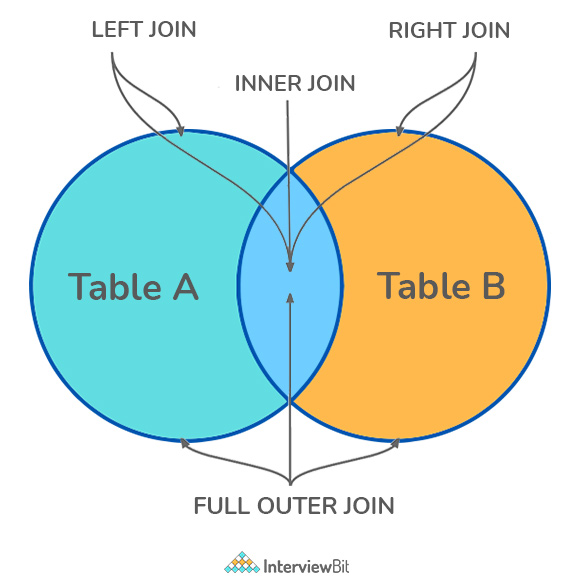 LEFT JOIN
RIGHT JOIN
INNER JOIN
Table A
Table B
FULL OUTER JOIN
InterviewBit